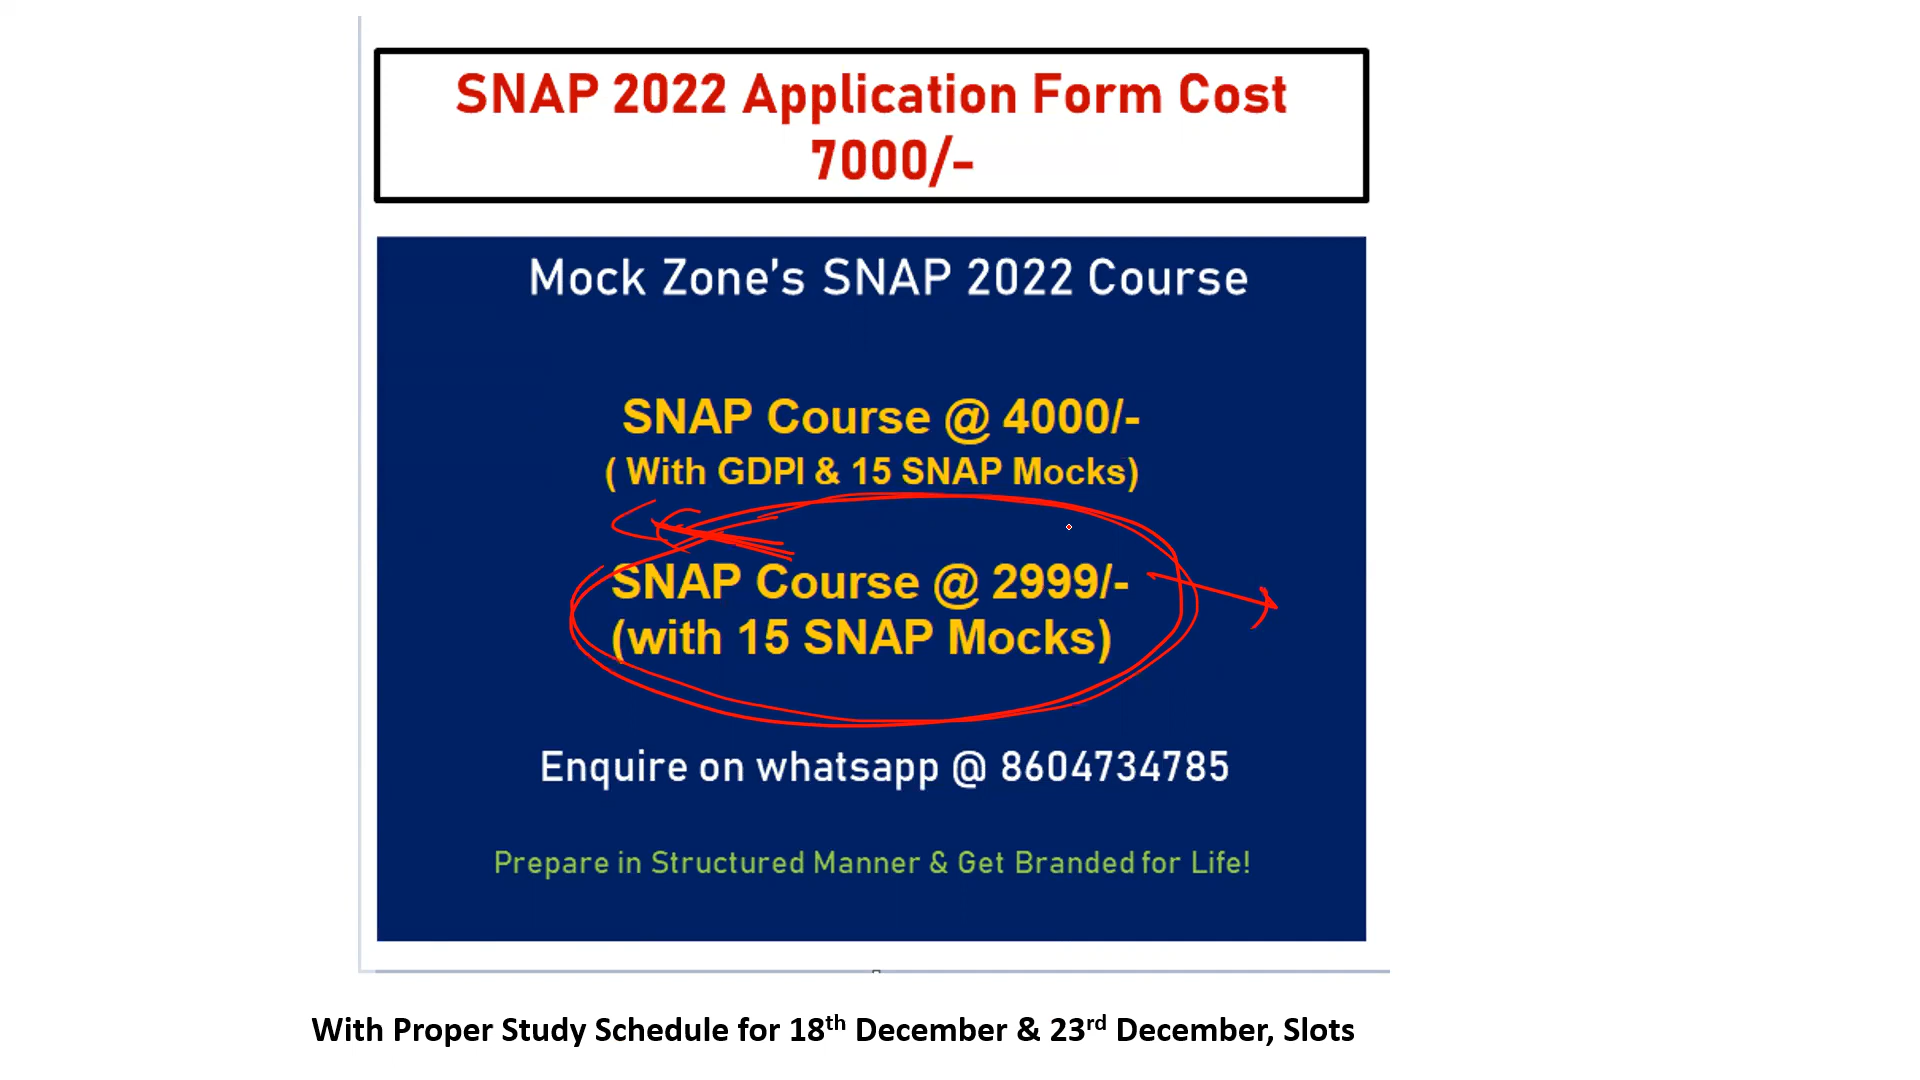 SNAP 2022 Application Form Cost
7000/-
Mock Zone's SNAP 2022 Course
SNAP Course @ 4000/-
( With GDPI & 15 SNAP Mocks)
SNAP Course @ 2999/-
(with 15 SNAP Mocks)
Enquire on whatsapp @ 8604734785
Prepare in Structured Manner & Get Branded for Life!
With Proper Study Schedule for 18th December & 23rd December, Slots